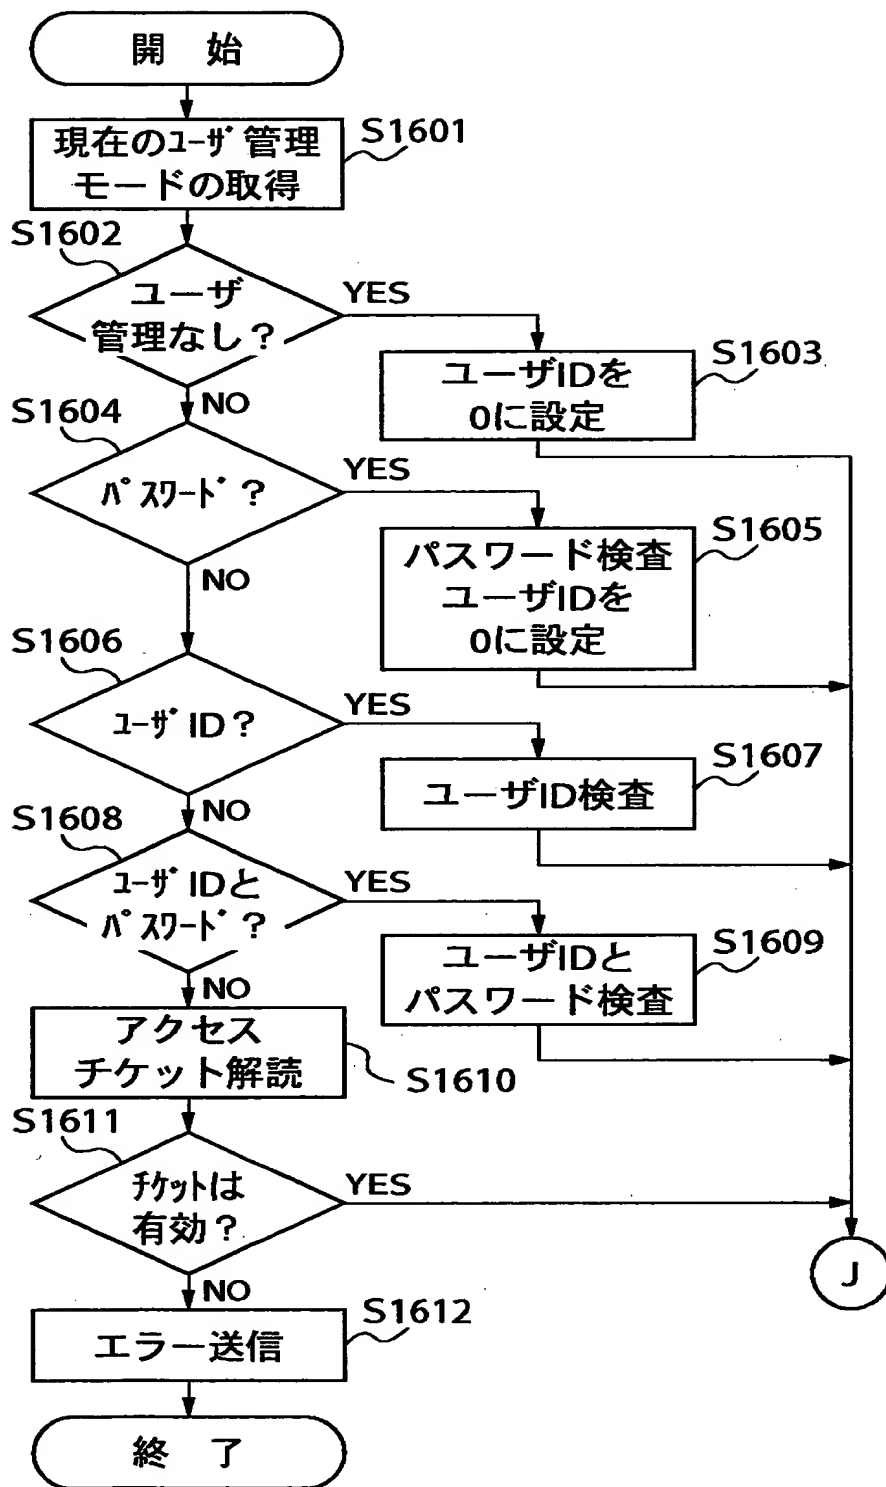 開 始
現在のﾕｰｻﾞ管理
モードの取得
S1601
S1602
ユーザ
管理なし？
YES
NO
ユーザIDを
0に設定
S1603
S1604
ﾊﾟｽﾜｰﾄﾞ？
YES
NO
パスワード検査
ユーザIDを
0に設定
S1605
S1606
ﾕｰｻﾞID？
YES
NO
ユーザID検査
S1607
S1608
ﾕｰｻﾞIDと
ﾊﾟｽﾜｰﾄﾞ？
YES
NO
ユーザIDと
パスワード検査
S1609
アクセス
チケット解読
S1610
S1611
ﾁｹｯﾄは
有効？
YES
NO
J
エラー送信
S1612
終 了